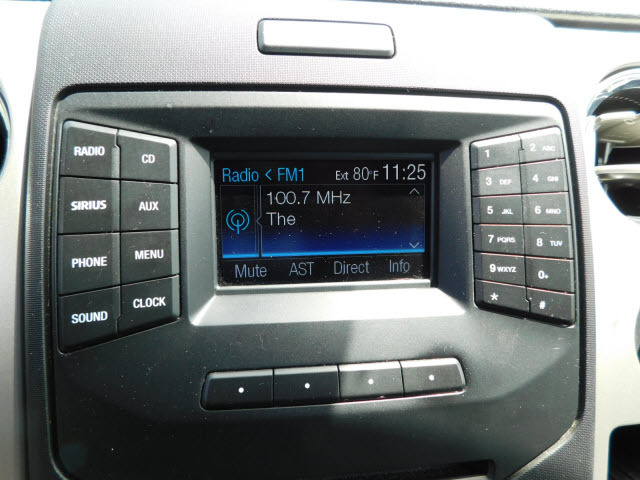 RADIO
CD
SIRIUS
AUX
PHONE
MENU
SOUND
CLOCK
Radio < FM1 Ext 80°F 11:25
100.7 MHz
The
Mute AST Direct Info
1
2 ABC
3 DEF
4 GHI
5 JKL
6 MNO
7 PQRS
8 TUV
9 WXYZ
0+
*
#